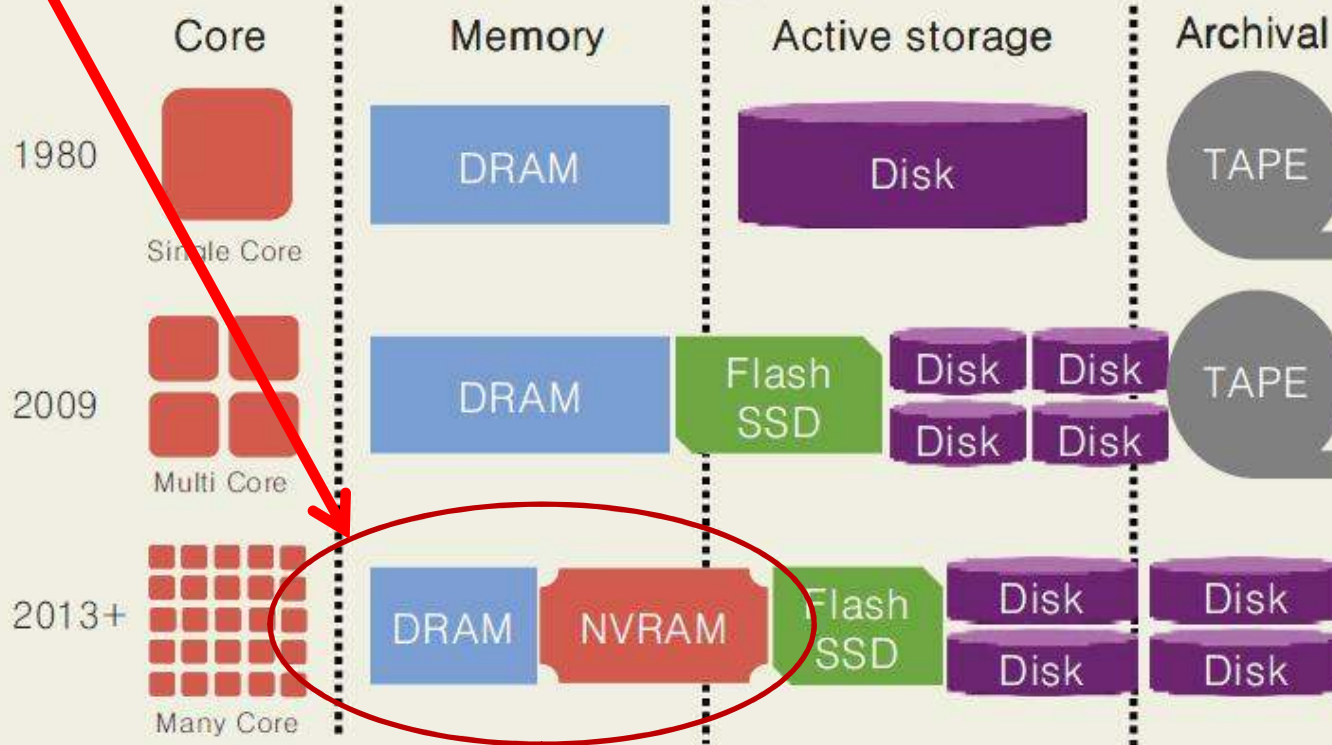 Core Memory Active storage Archival
1980 DRAM Disk TAPE
Single Core
2009 DRAM Flash SSD Disk Disk TAPE
Disk Disk
Multi Core
2013+ DRAM NVRAM Flash SSD Disk Disk
Disk Disk
Many Core